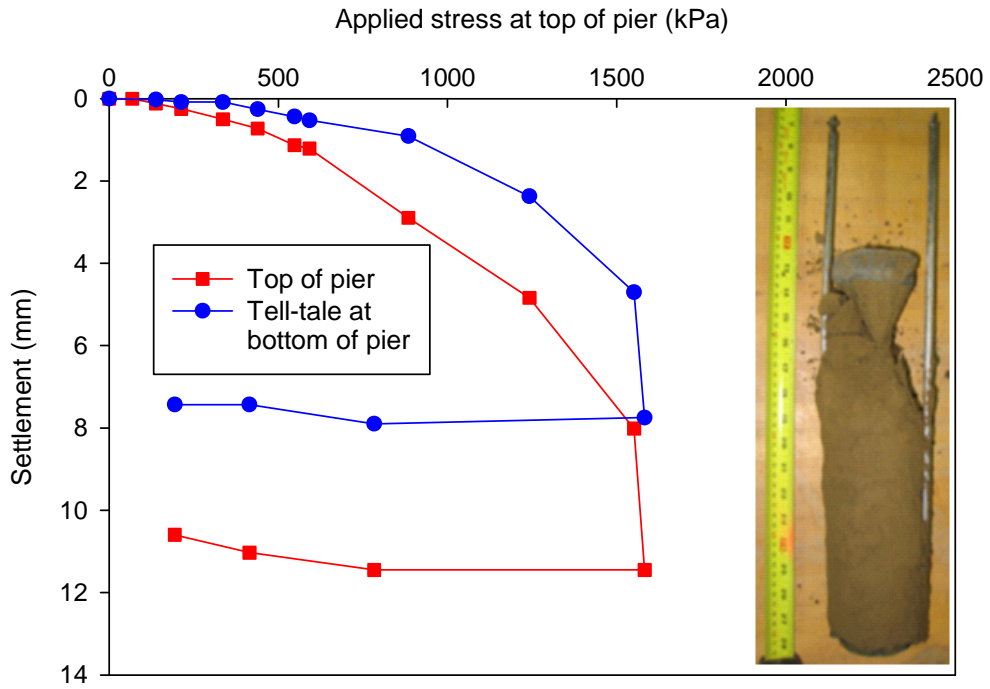 Applied stress at top of pier (kPa)
0 500 1000 1500 2000 2500
0
2
4
6
8
10
12
14
Settlement (mm)
Top of pier
Tell-tale at
bottom of pier